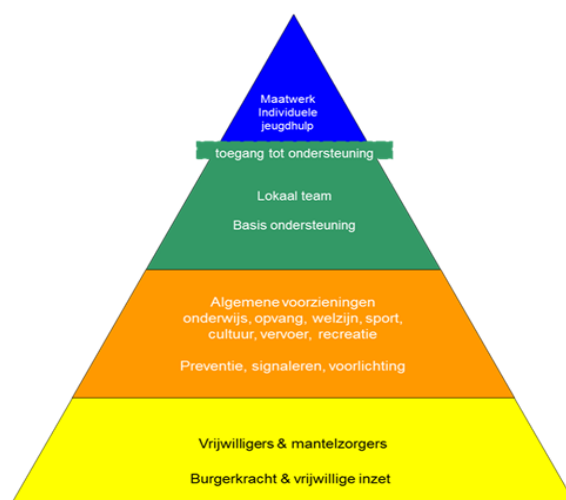 Maatwerk
Individuele
jeugdhulp
toegang tot ondersteuning
Lokaal team
Basis ondersteuning
Algemene voorzieningen
onderwijs, opvang, welzijn, sport,
cultuur, vervoer, recreatie
Preventie, signaleren, voorlichting
Vrijwilligers & mantelzorgers
Burgerkracht & vrijwillige inzet